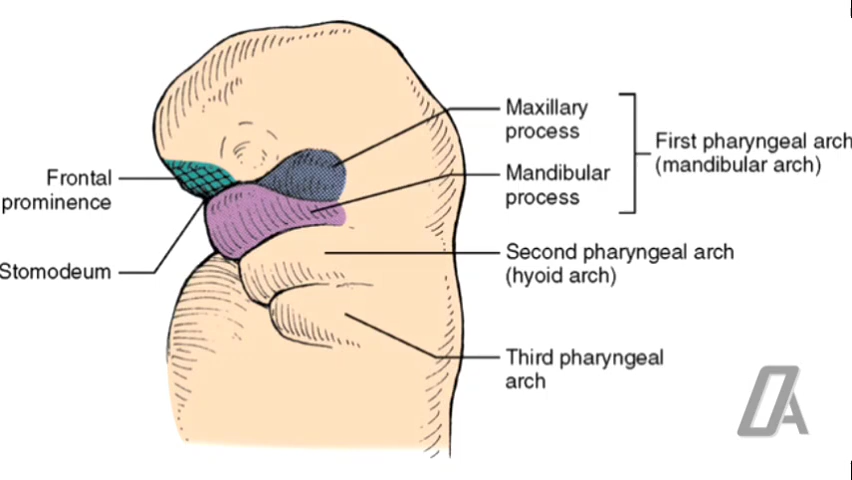 Maxillary
process
First pharyngeal arch
(mandibular arch)
Mandibular
process
Frontal
prominence
Second pharyngeal arch
(hyoid arch)
Stomodeum
Third pharyngeal
arch